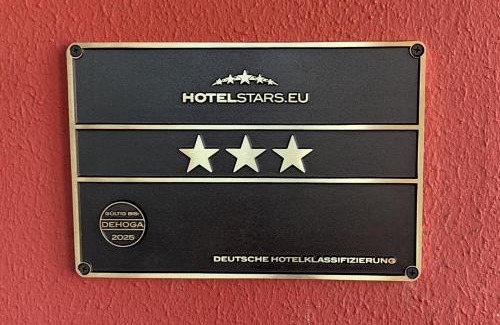 HOTELSTARS.EU
GÜLTIG BIS:
DEHOGA
2025
DEUTSCHE HOTELKLASSIFIZIERUNG